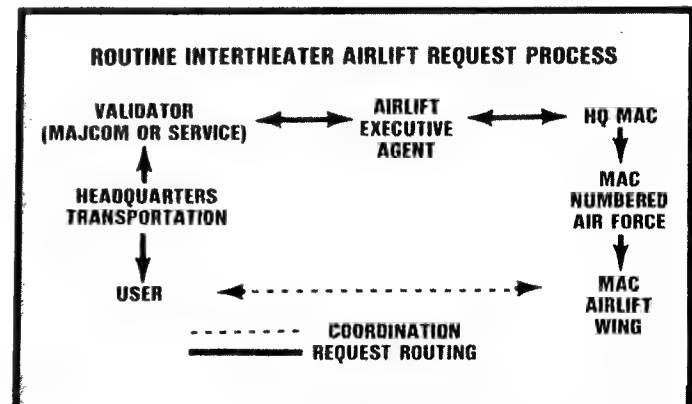 ROUTINE INTERTHEATER AIRLIFT REQUEST PROCESS
VALIDATOR
(MAJCOM OR SERVICE)
AIRLIFT
EXECUTIVE
AGENT
HQ MAC
HEADQUARTERS
TRANSPORTATION
MAC
NUMBERED
AIR FORCE
USER
MAC
AIRLIFT
WING
COORDINATION
REQUEST ROUTING